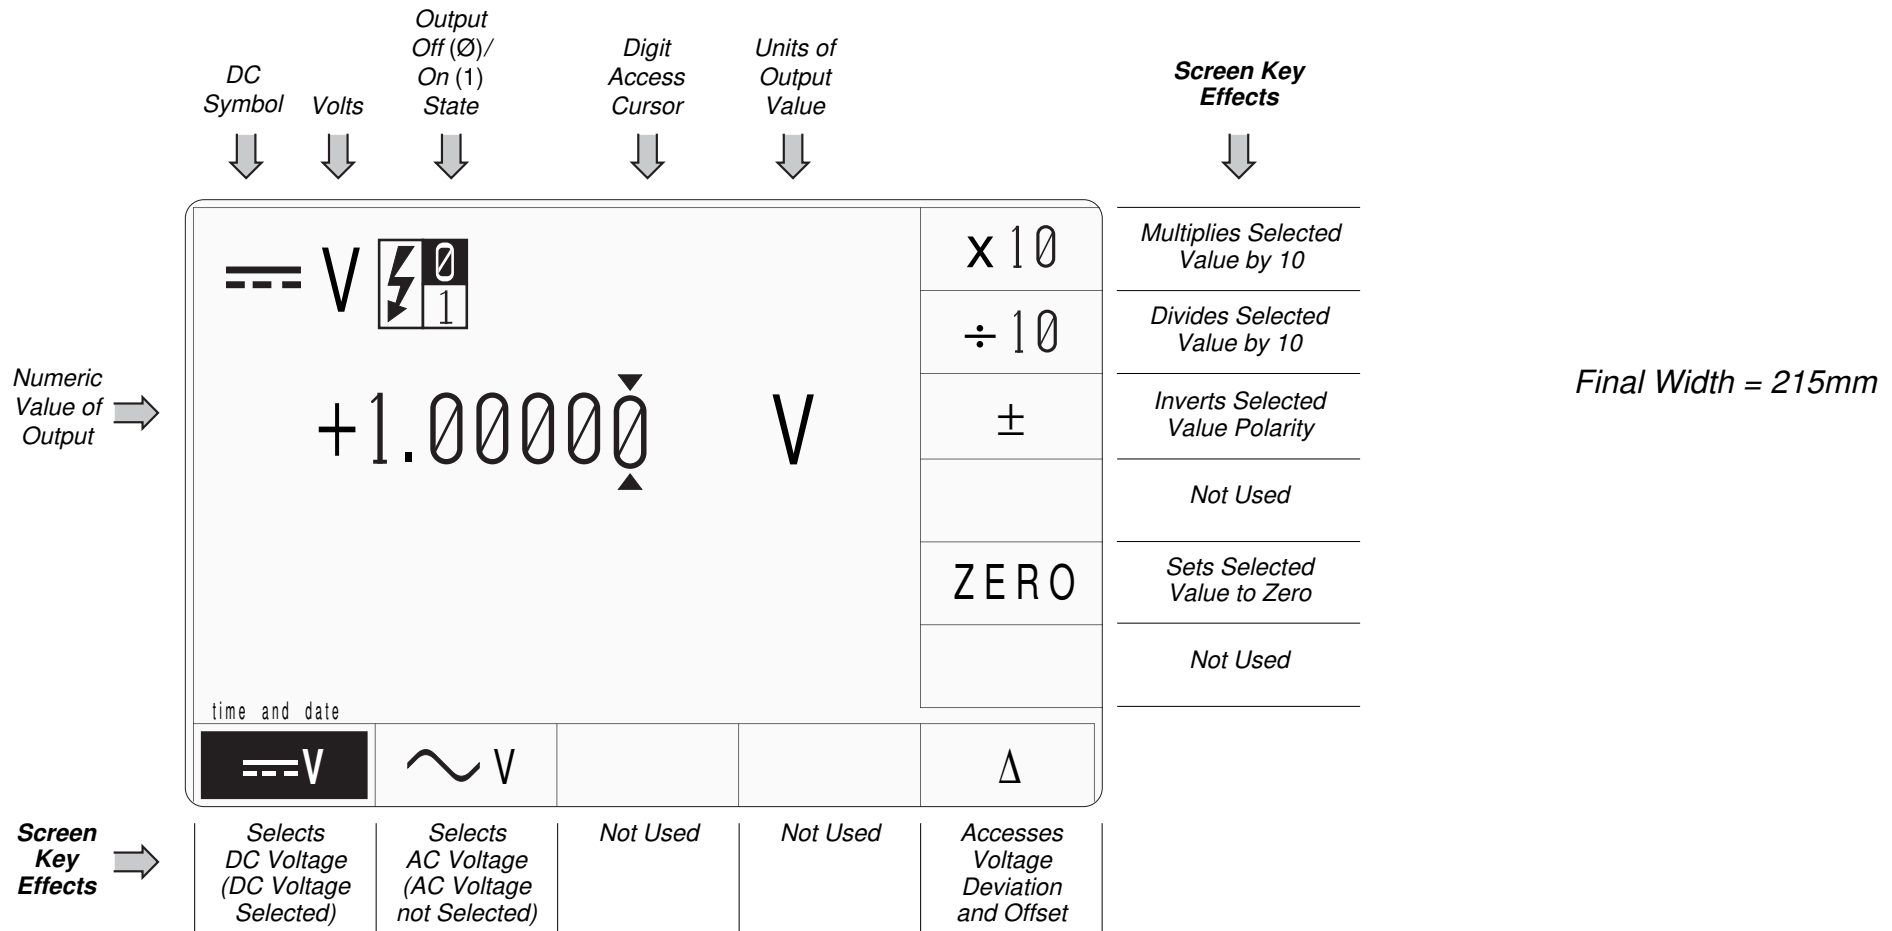 DC
Symbol
Volts
Output
Off (Ø)/
On (1)
State
Digit
Access
Cursor
Units of
Output
Value
Screen Key
Effects
V
0
1
x10
Multiplies Selected
Value by 10
÷10
Divides Selected
Value by 10
Numeric
Value of
Output
+1.00000 V
±
Inverts Selected
Value Polarity
Final Width = 215mm
Not Used
ZERO
Sets Selected
Value to Zero
Not Used
time and date
V
V
Δ
Screen
Key
Effects
Selects
DC Voltage
(DC Voltage
Selected)
Selects
AC Voltage
(AC Voltage
not Selected)
Not Used
Not Used
Accesses
Voltage
Deviation
and Offset